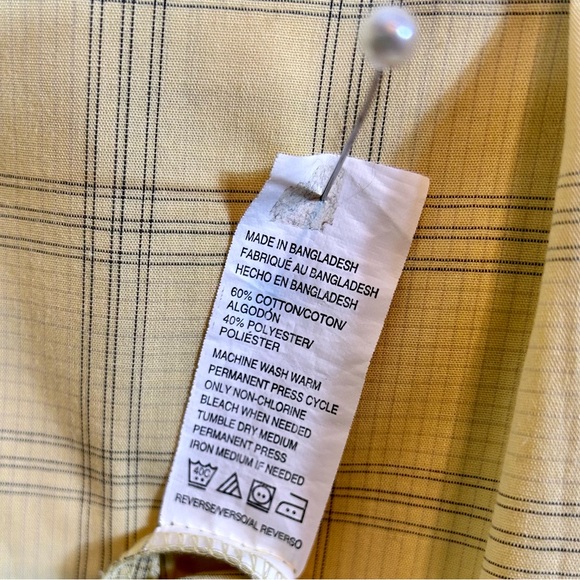 MADE IN BANGLADESH
FABRIQUÉ AU BANGLADESH
HECHO EN BANGLADESH
60% COTTON/COTON/
ALGODÓN
40% POLYESTER/
POLIÉSTER
MACHINE WASH WARM
PERMANENT PRESS CYCLE
ONLY NON-CHLORINE
BLEACH WHEN NEEDED
TUMBLE DRY MEDIUM
PERMANENT PRESS
IRON MEDIUM IF NEEDED
40C
REVERSE/VERSO/AL REVERSO